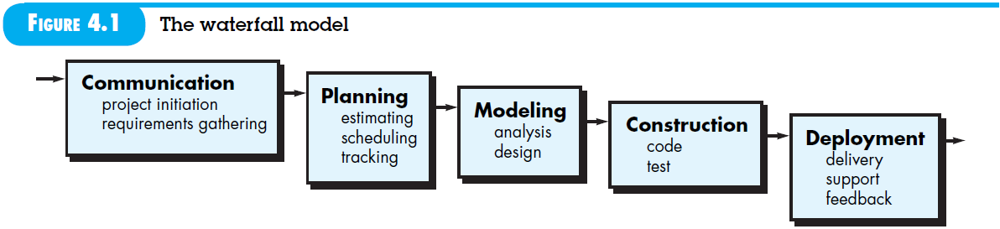 FIGURE 4.1
The waterfall model
Communication
project initiation
requirements gathering
Planning
estimating
scheduling
tracking
Modeling
analysis
design
Construction
code
test
Deployment
delivery
support
feedback